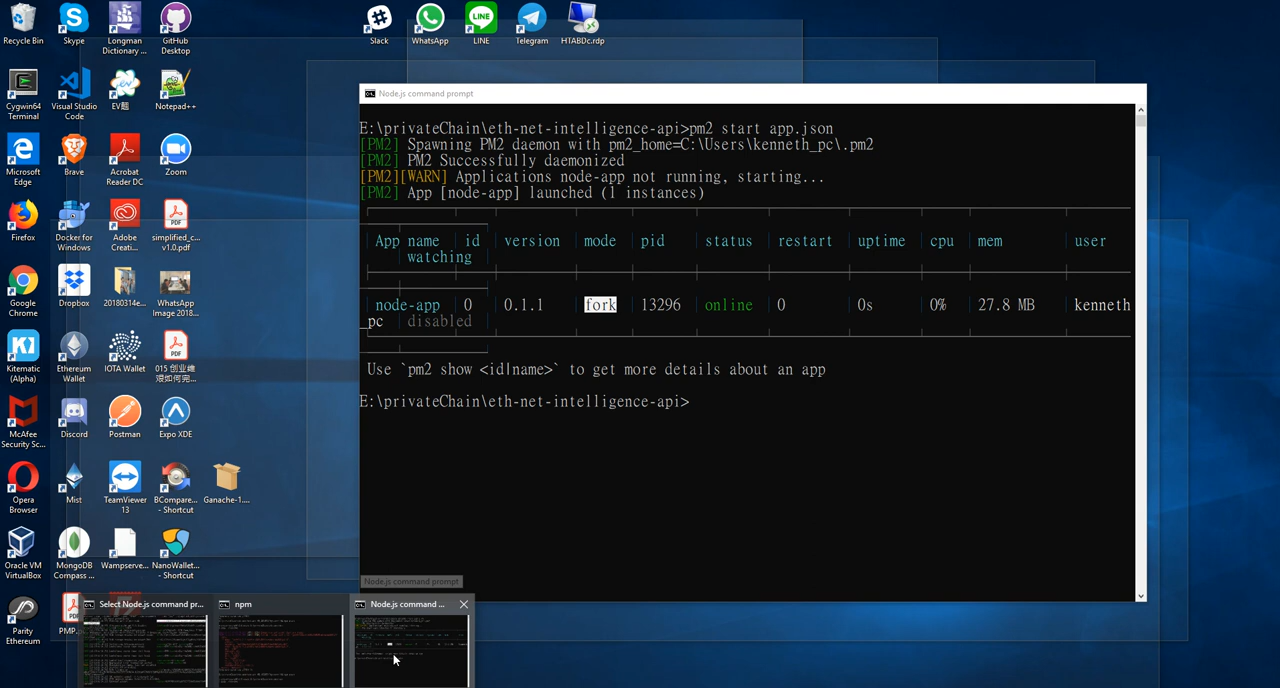 Recycle Bin
Skype
Longman
Dictionary ...
GitHub
Desktop
Slack
WhatsApp
LINE
Telegram
HTABDc.rdp
Cygwin64
Terminal
Visual Studio
Code
Notepad++
Microsoft
Edge
Brave
Acrobat
Reader DC
Zoom
Firefox
Docker for
Windows
Adobe
Creati...
simplified_c...
v1.0.pdf
Google
Chrome
Dropbox
20180314e...
WhatsApp
Image 2018...
Kitematic
(Alpha)
Ethereum
Wallet
IOTA Wallet
McAfee
Security Sc...
Discord
Postman
Expo XDE
Opera
Browser
Mist
TeamViewer
13
BCompare...
- Shortcut
Ganache-1....
Oracle VM
VirtualBox
MongoDB
Compass ...
Wampserve...
NanoWallet...
- Shortcut
Parity
Ethereum
Node.js command prompt
E:\privateChain\eth-net-intelligence-api>pm2 start app.json
[PM2] Spawning PM2 daemon with pm2_home=C:\Users\kenneth_pc\.pm2
[PM2] PM2 Successfully daemonized
[PM2][WARN] Applications node-app not running, starting...
[PM2] App [node-app] launched (1 instances)
App name id version mode pid status restart uptime cpu mem user
watching
node-app 0 0.1.1 fork 13296 online 0 0s 0% 27.8 MB kenneth
_pc disabled
Use `pm2 show <id|name>` to get more details about an app
E:\privateChain\eth-net-intelligence-api>
Node.js command prompt
Select Node.js command pr...
npm
Node.js command ...